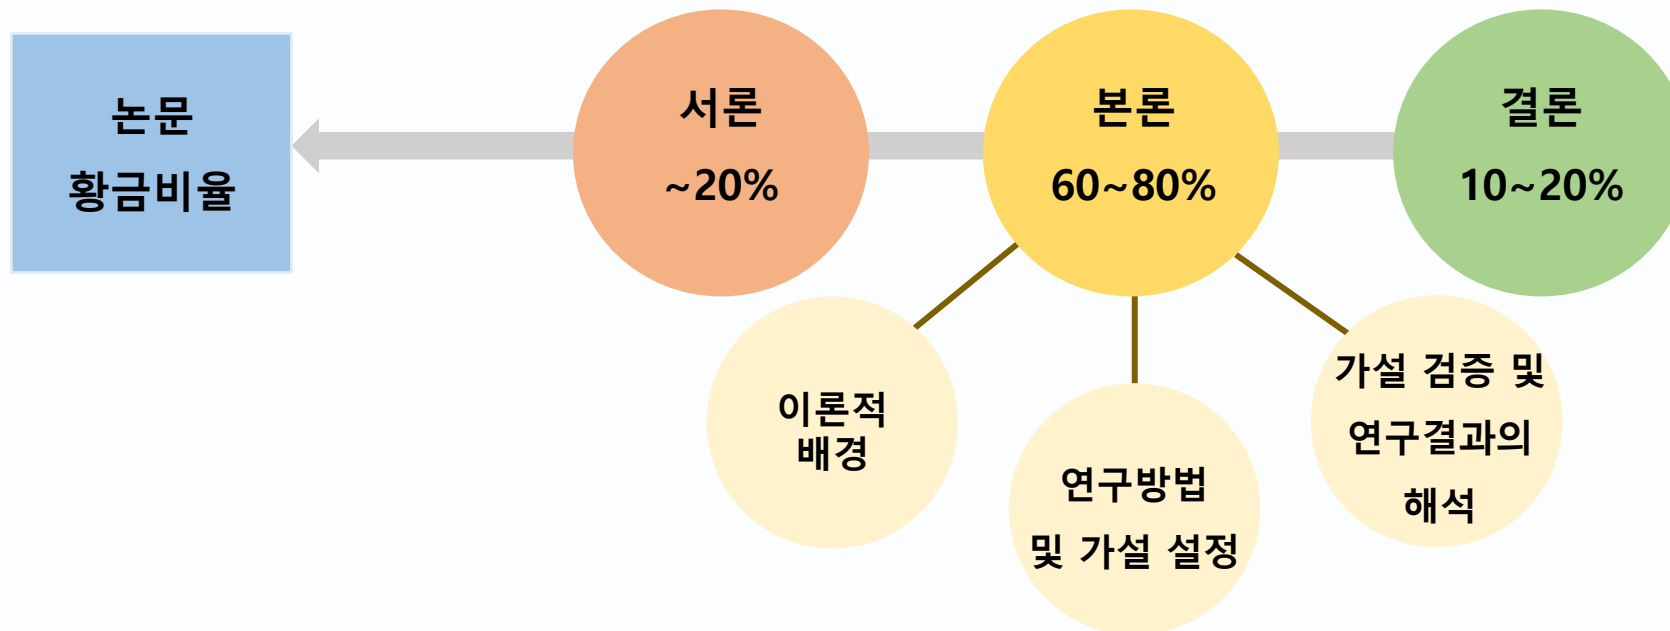 논문
황금비율
서론
~20%
본론
60~80%
결론
10~20%
이론적
배경
연구방법
및 가설 설정
가설 검증 및
연구결과의
해석